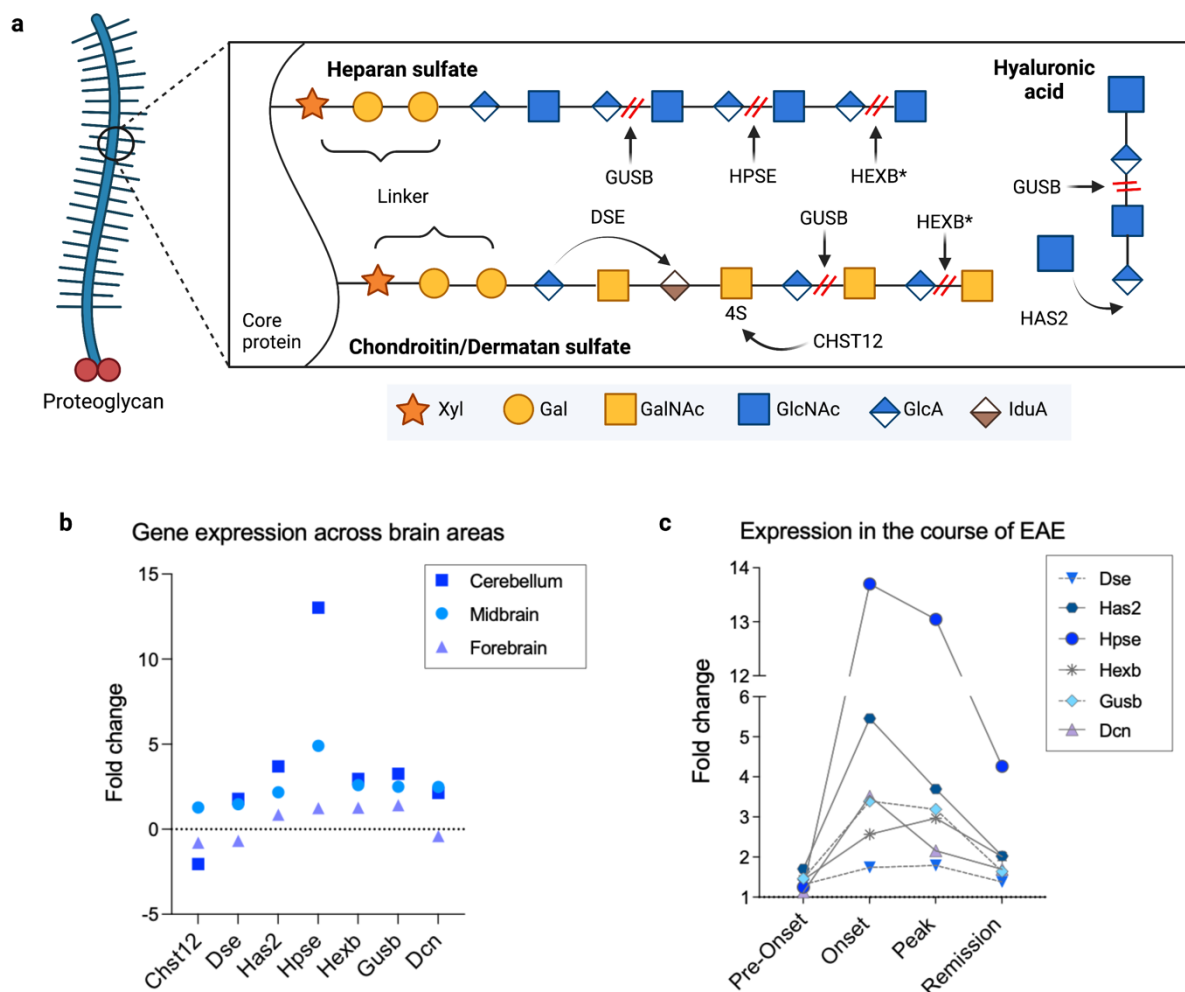 a
Heparan sulfate
Hyaluronic
acid
GUSB
HPSE
HEXB*
GUSB
Linker
DSE
GUSB
HEXB*
4S
HAS2
CHST12
Core
protein
Chondroitin/Dermatan sulfate
Proteoglycan
Xyl
Gal
GalNAc
GlcNAc
GlcA
IduA
b
Gene expression across brain areas
Fold change
15
10
5
0
-5
Cerebellum
Midbrain
Forebrain
Chst12
Dse
Has2
Hpse
Hexb
Gusb
Dcn
c
Expression in the course of EAE
Fold change
14
13
12
6
5
4
3
2
1
Dse
Has2
Hpse
Hexb
Gusb
Dcn
Pre-Onset
Onset
Peak
Remission